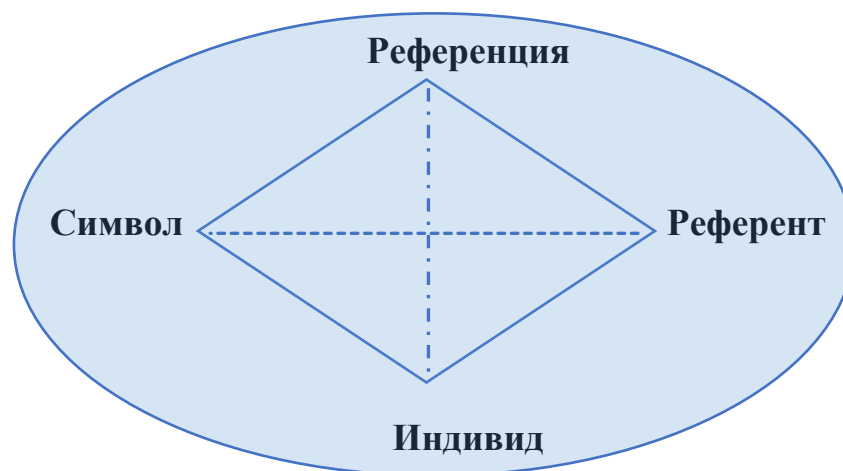 Референция
Символ
Референт
Индивид